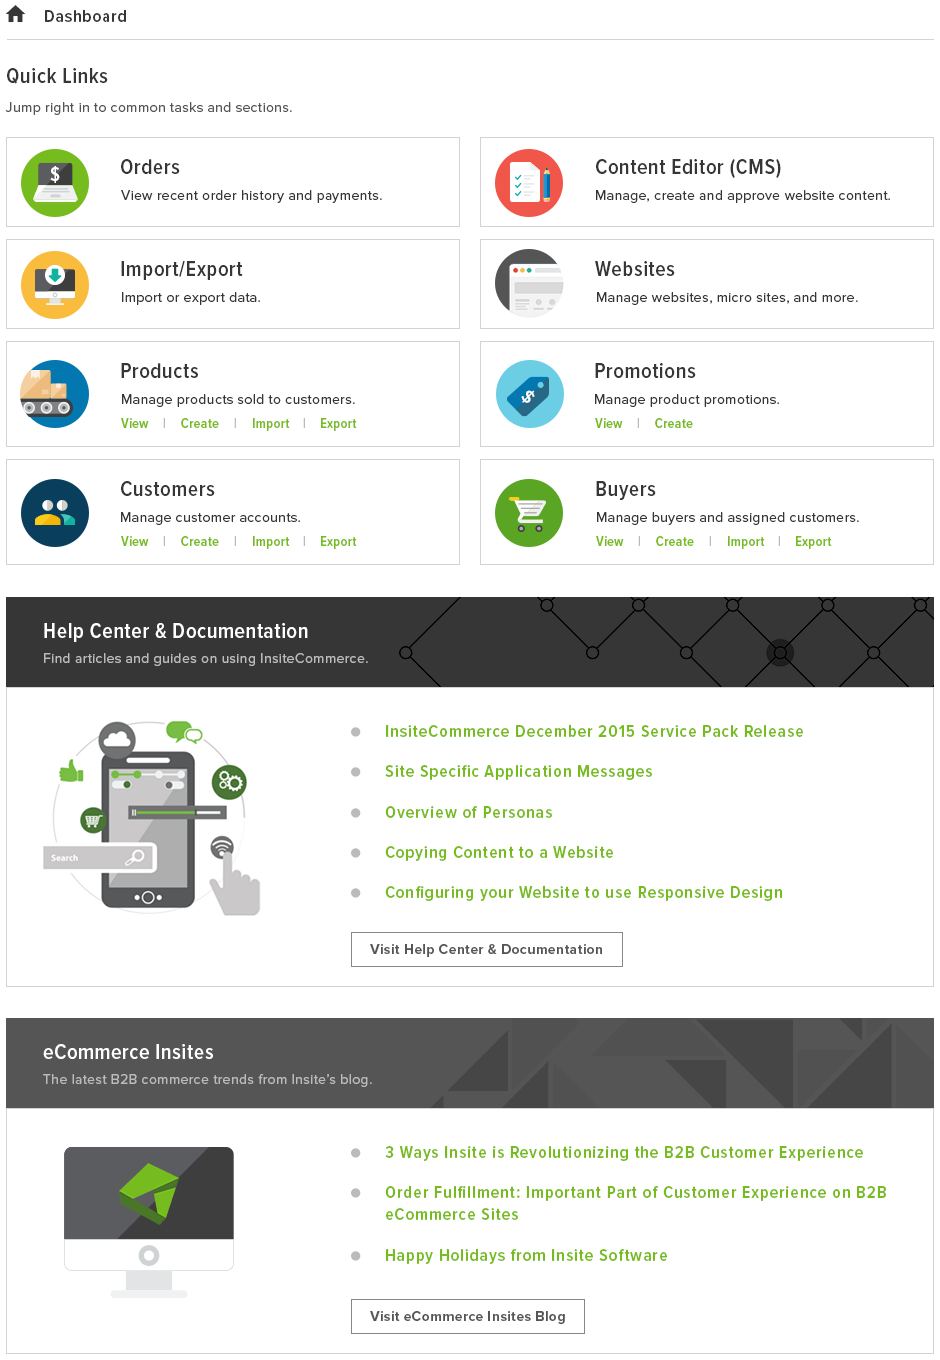 Dashboard
Quick Links
Jump right in to common tasks and sections.
Orders
View recent order history and payments.
Content Editor (CMS)
Manage, create and approve website content.
Import/Export
Import or export data.
Websites
Manage websites, micro sites, and more.
Products
Manage products sold to customers.
View | Create | Import | Export
Promotions
Manage product promotions.
View | Create
Customers
Manage customer accounts.
View | Create | Import | Export
Buyers
Manage buyers and assigned customers.
View | Create | Import | Export
Help Center & Documentation
Find articles and guides on using InsiteCommerce.
Search
InsiteCommerce December 2015 Service Pack Release
Site Specific Application Messages
Overview of Personas
Copying Content to a Website
Configuring your Website to use Responsive Design
Visit Help Center & Documentation
eCommerce Insites
The latest B2B commerce trends from Insite's blog.
3 Ways Insite is Revolutionizing the B2B Customer Experience
Order Fulfillment: Important Part of Customer Experience on B2B
eCommerce Sites
Happy Holidays from Insite Software
Visit eCommerce Insites Blog